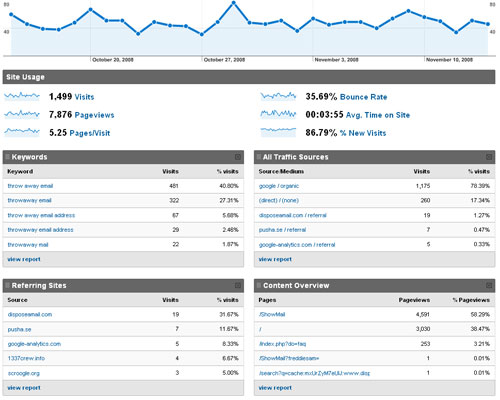 80 80
40 40
October 20, 2008 October 27, 2008 November 3, 2008 November 10, 2008
Site Usage
1,499 Visits 35.69% Bounce Rate
7,876 Pageviews 00:03:55 Avg. Time on Site
5.25 Pages/Visit 86.79% % New Visits
Keywords
Keyword Visits % visits
throw away email 481 40.80%
throwaway email 322 27.31%
throw away email address 67 5.68%
throwaway email address 29 2.46%
throwaway mail 22 1.87%
view report
All Traffic Sources
Source/Medium Visits % visits
google / organic 1,175 78.39%
(direct) / (none) 260 17.34%
disposeamail.com / referral 19 1.27%
pusha.se / referral 7 0.47%
google-analytics.com / referral 5 0.33%
view report
Referring Sites
Source Visits % visits
disposeamail.com 19 31.67%
pusha.se 7 11.67%
google-analytics.com 5 8.33%
1337crew.info 4 6.67%
scroogle.org 3 5.00%
view report
Content Overview
Pages Pageviews % Pageviews
/ShowMail 4,591 58.29%
/ 3,030 38.47%
/index.php?do=faq 253 3.21%
/ShowMail?freddiesam= 1 0.01%
1 0.01%
view report